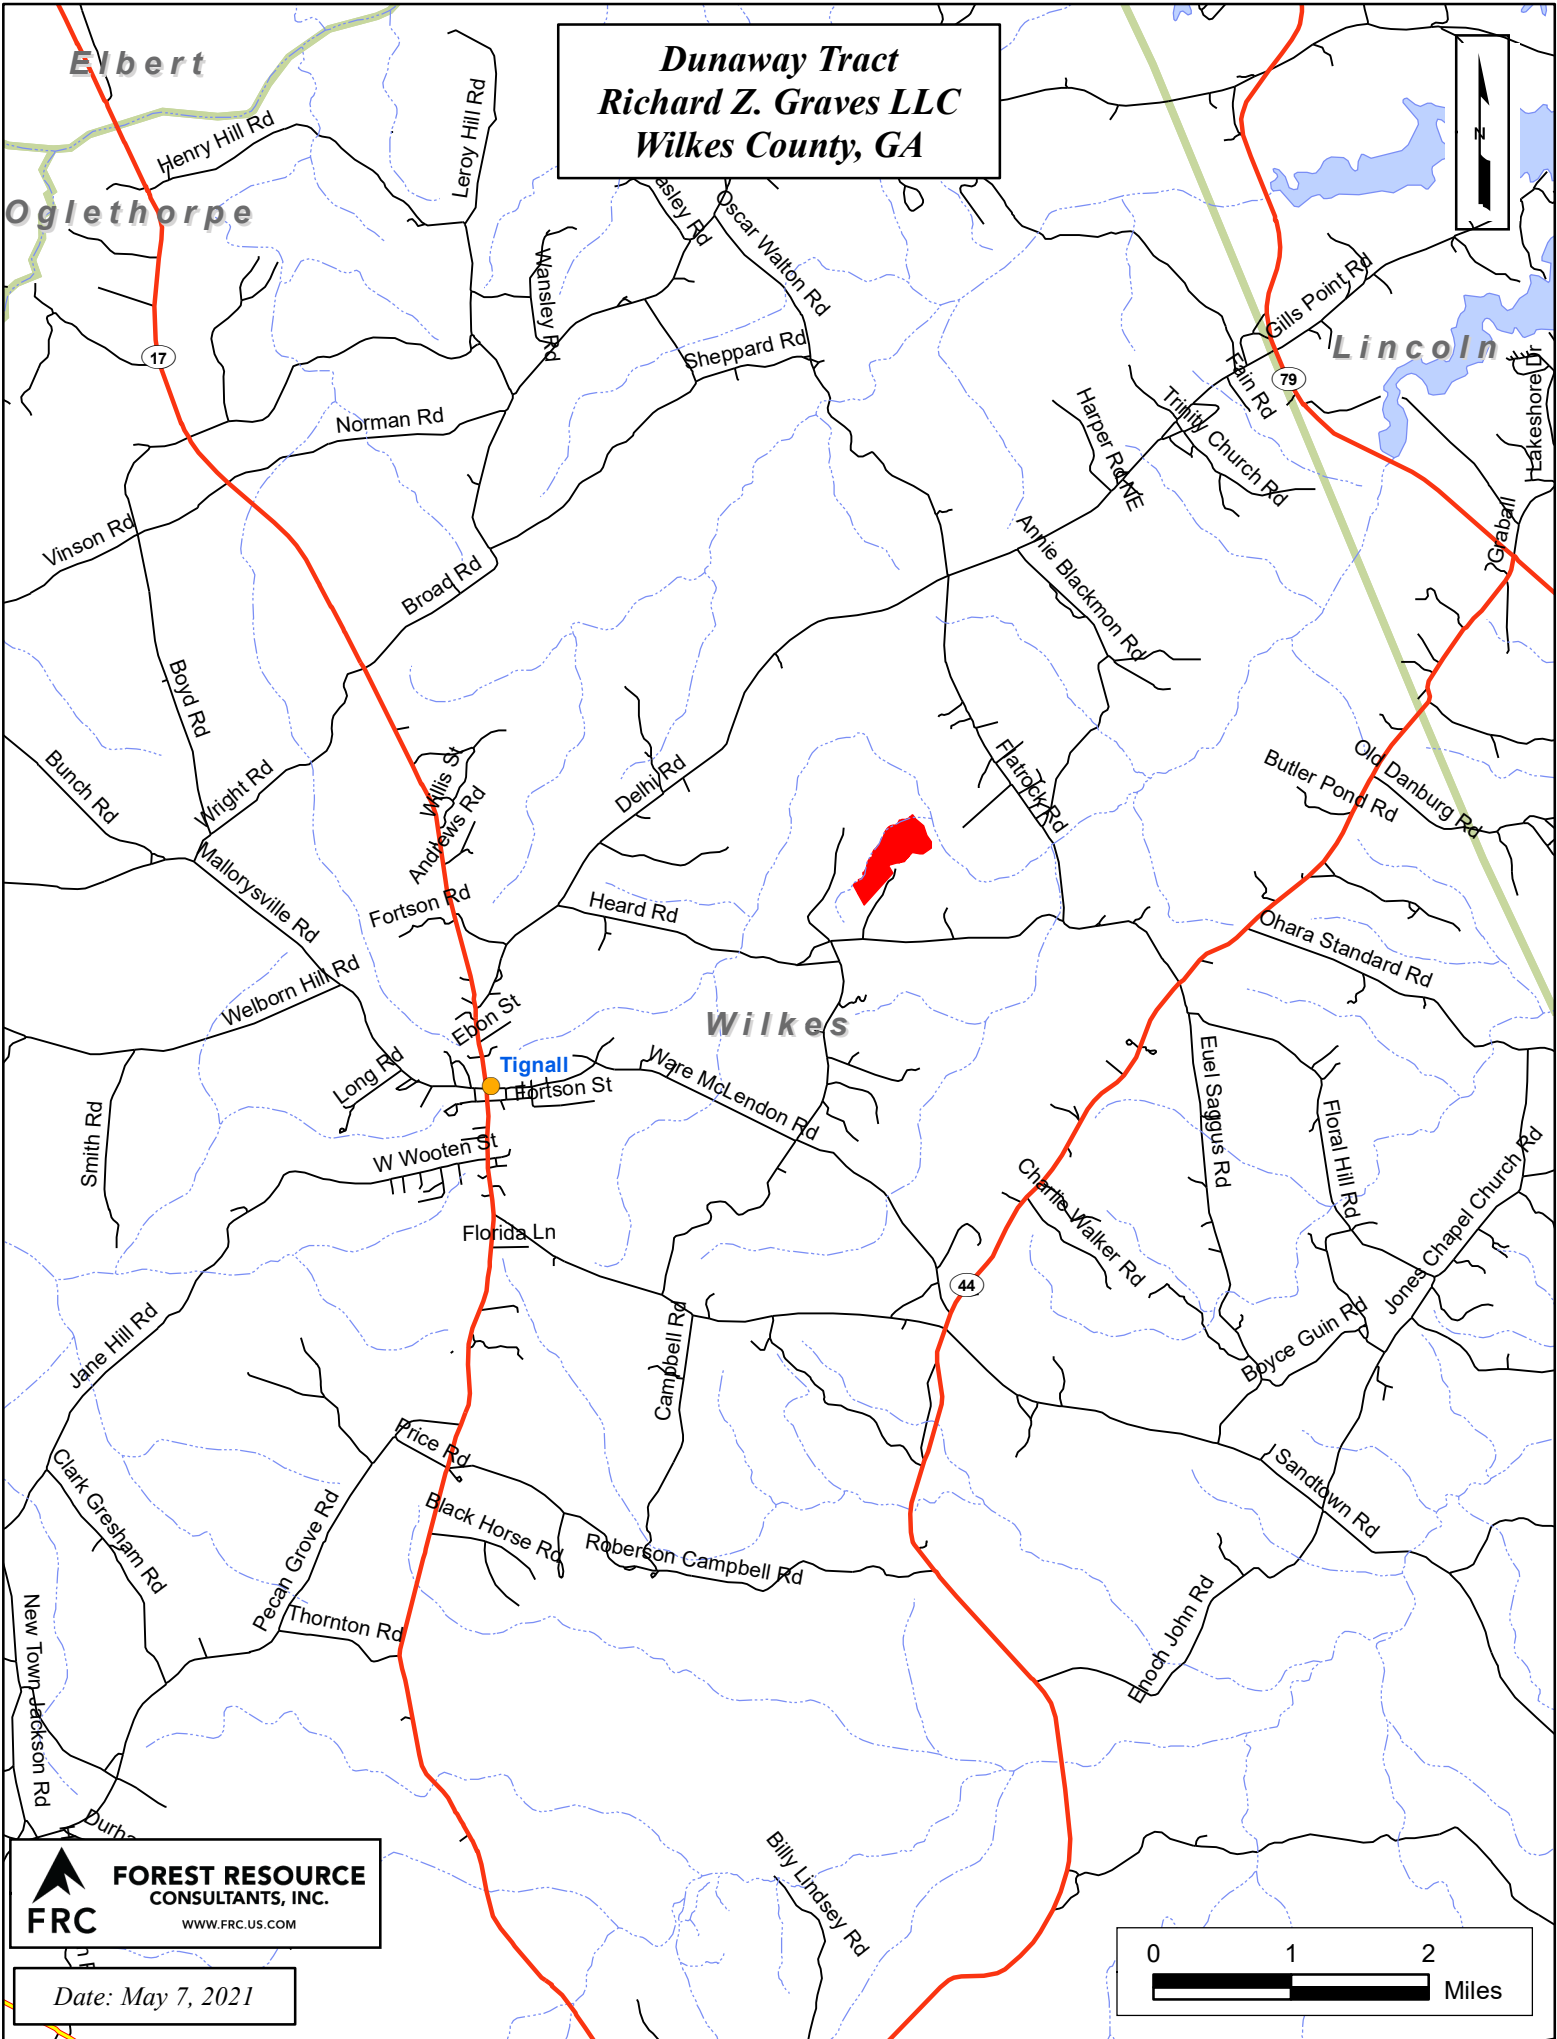 Dunaway Tract
Richard Z. Graves LLC
Wilkes County, GA
Elbert
Henry Hill Rd
Leroy Hill Rd
N
Oglethorpe
asley Rd
Oscar Walton Rd
Wansley Rd
Gills Point Rd
Lincoln
17
Sheppard Rd
79
Fain Rd
Lakeshore Dr
Norman Rd
Harper Rd NE
Trinity Church Rd
Vinson Rd
Graball
Annie Blackmon Rd
Broad Rd
Boyd Rd
Bunch Rd
Wright Rd
Willis St
Andrews Rd
Delhi Rd
Flatrock Rd
Butler Pond Rd
Old Danburg Rd
Mallorysville Rd
Fortson Rd
Heard Rd
Ohara Standard Rd
Welborn Hill Rd
Ebon St
Wilkes
Tignall
Long Rd
Fortson St
Ware McLendon Rd
Euel Saggus Rd
Smith Rd
Floral Hill Rd
W Wooten St
Charlie Walker Rd
Jones Chapel Church Rd
Florida Ln
44
Jane Hill Rd
Campbell Rd
Boyce Guin Rd
Price Rd
Clark Gresham Rd
Sandtown Rd
Black Horse Rd
Pecan Grove Rd
Roberson Campbell Rd
Thornton Rd
Enoch John Rd
New Town Jackson Rd
Durha
Billy Lindsey Rd
FRC
FOREST RESOURCE
CONSULTANTS, INC.
WWW.FRC.US.COM
Date: May 7, 2021
0 1 2
Miles